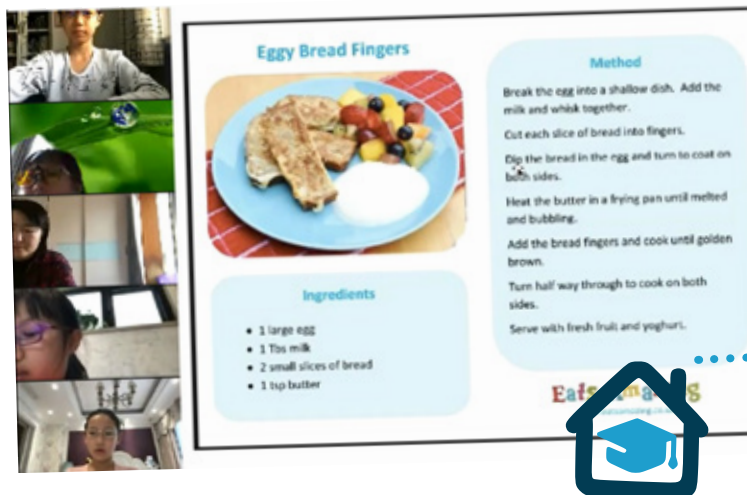 Eggy Bread Fingers
Ingredients
• 1 large egg
• 1 Tbs milk
• 2 small slices of bread
• 1 tsp butter
Method
Break the egg into a shallow dish. Add the
milk and whisk together.
Cut each slice of bread into fingers.
Dip the bread in the egg and turn to coat on
both sides.
Heat the butter in a frying pan until melted
and bubbling.
Add the bread fingers and cook until golden
brown.
Turn half way through to cook on both
sides.
Serve with fresh fruit and yoghurt.
Eats